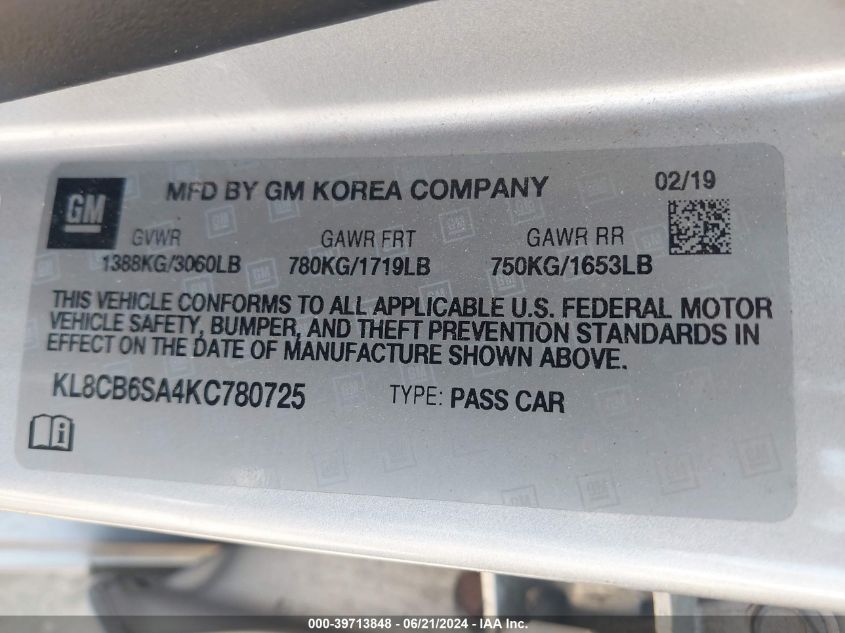 GM
MFD BY GM KOREA COMPANY
02/19
GVWR
GAWR FRT
GAWR RR
1388KG/3060LB
780KG/1719LB
750KG/1653LB
THIS VEHICLE CONFORMS TO ALL APPLICABLE U.S. FEDERAL MOTOR
VEHICLE SAFETY, BUMPER, AND THEFT PREVENTION STANDARDS IN
EFFECT ON THE DATE OF MANUFACTURE SHOWN ABOVE.
KL8CB6SA4KC780725
TYPE: PASS CAR
000-39713848 - 06/21/2024 - IAA Inc.